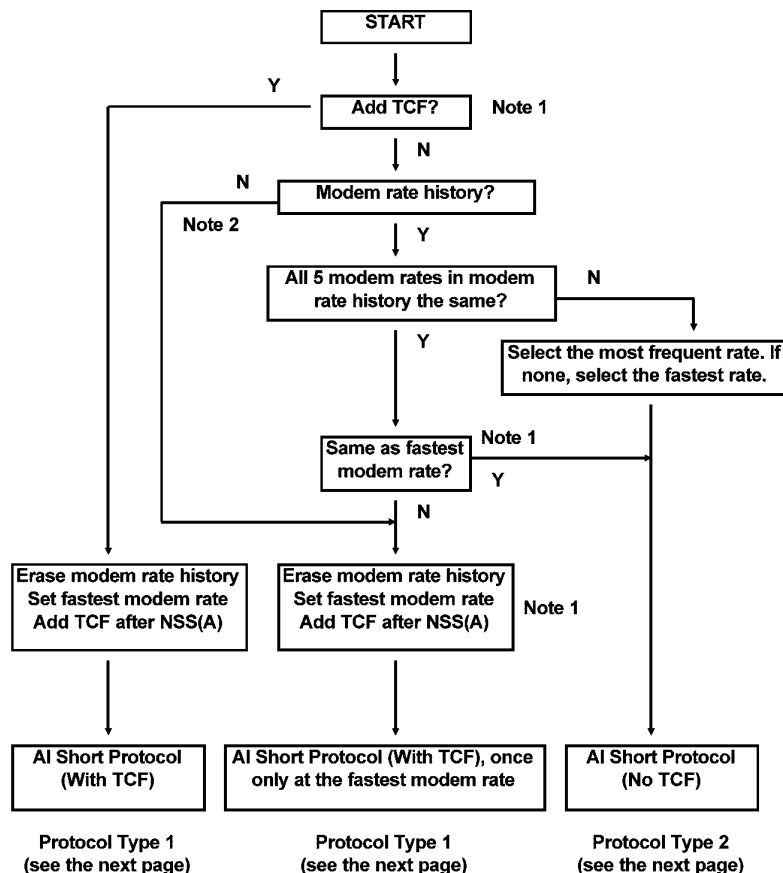 START
Y
Add TCF?
Note 1
N
N
Modem rate history?
Note 2
Y
All 5 modem rates in modem
rate history the same?
N
Y
Select the most frequent rate. If
none, select the fastest rate.
Same as fastest
modem rate?
Note 1
Y
N
Erase modem rate history
Set fastest modem rate
Add TCF after NSS(A)
Erase modem rate history
Set fastest modem rate
Add TCF after NSS(A)
Note 1
AI Short Protocol
(With TCF)
AI Short Protocol (With TCF), once
only at the fastest modem rate
AI Short Protocol
(No TCF)
Protocol Type 1
(see the next page)
Protocol Type 1
(see the next page)
Protocol Type 2
(see the next page)